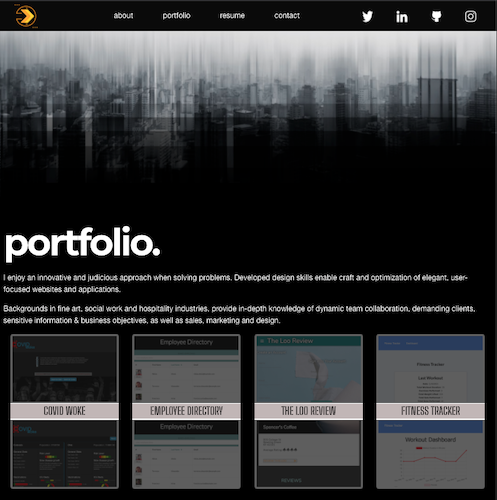 about portfolio resume contact
portfolio.
I enjoy an innovative and judicious approach when solving problems. Developed design skills enable craft and optimization of elegant, user-
focused websites and applications.
Backgrounds in fine art, social work and hospitality industries, provide in-depth knowledge of dynamic team collaboration, demanding clients,
sensitive information & business objectives, as well as sales, marketing and design.
Employee Directory
The Loo Review
Fitness Tracker
COVID WOKE
EMPLOYEE DIRECTORY
THE LOO REVIEW
FITNESS TRACKER
Employee Directory
Workout Dashboard
REVIEWS